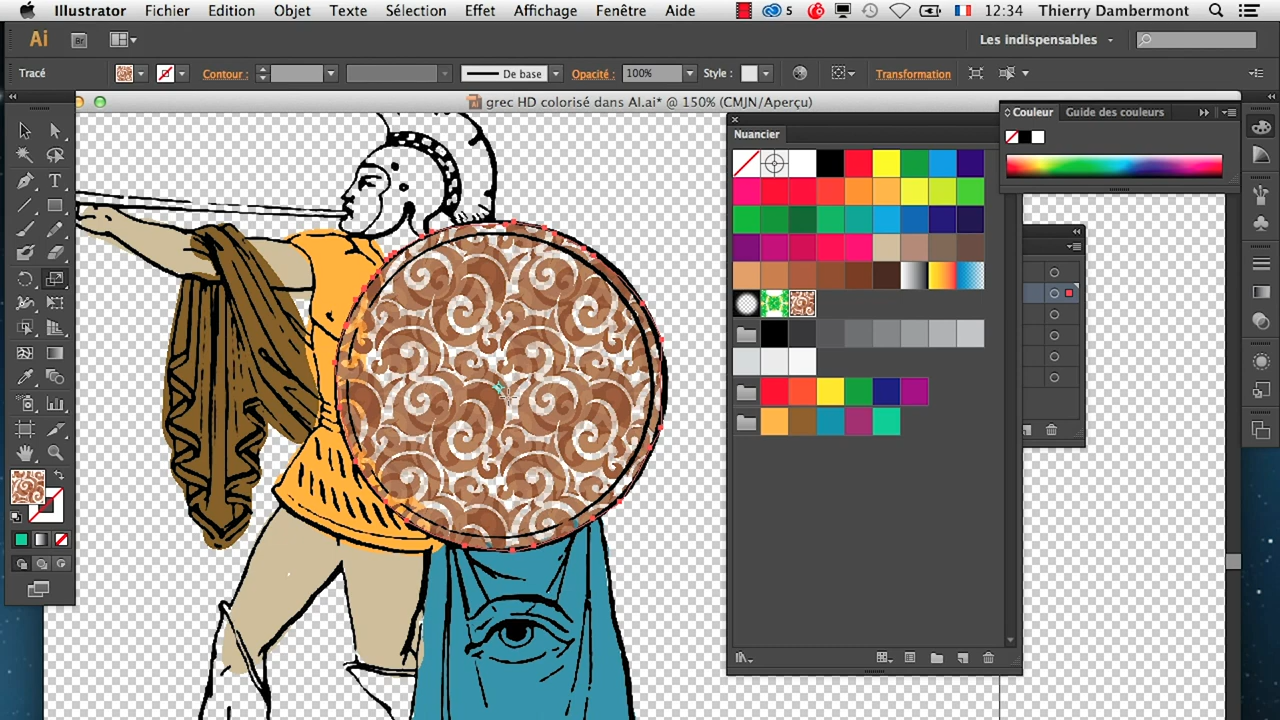 Illustrator Fichier Edition Objet Texte Sélection Effet Affichage Fenêtre Aide 5 12:34 Thierry Dambermont
Ai Br Les indispensables
Tracé Contour : De base Opacité : 100% Style : Transformation
grec HD colorisé dans AI.ai* @ 150% (CMJN/Aperçu)
Couleur Guide des couleurs
Nuancier
T